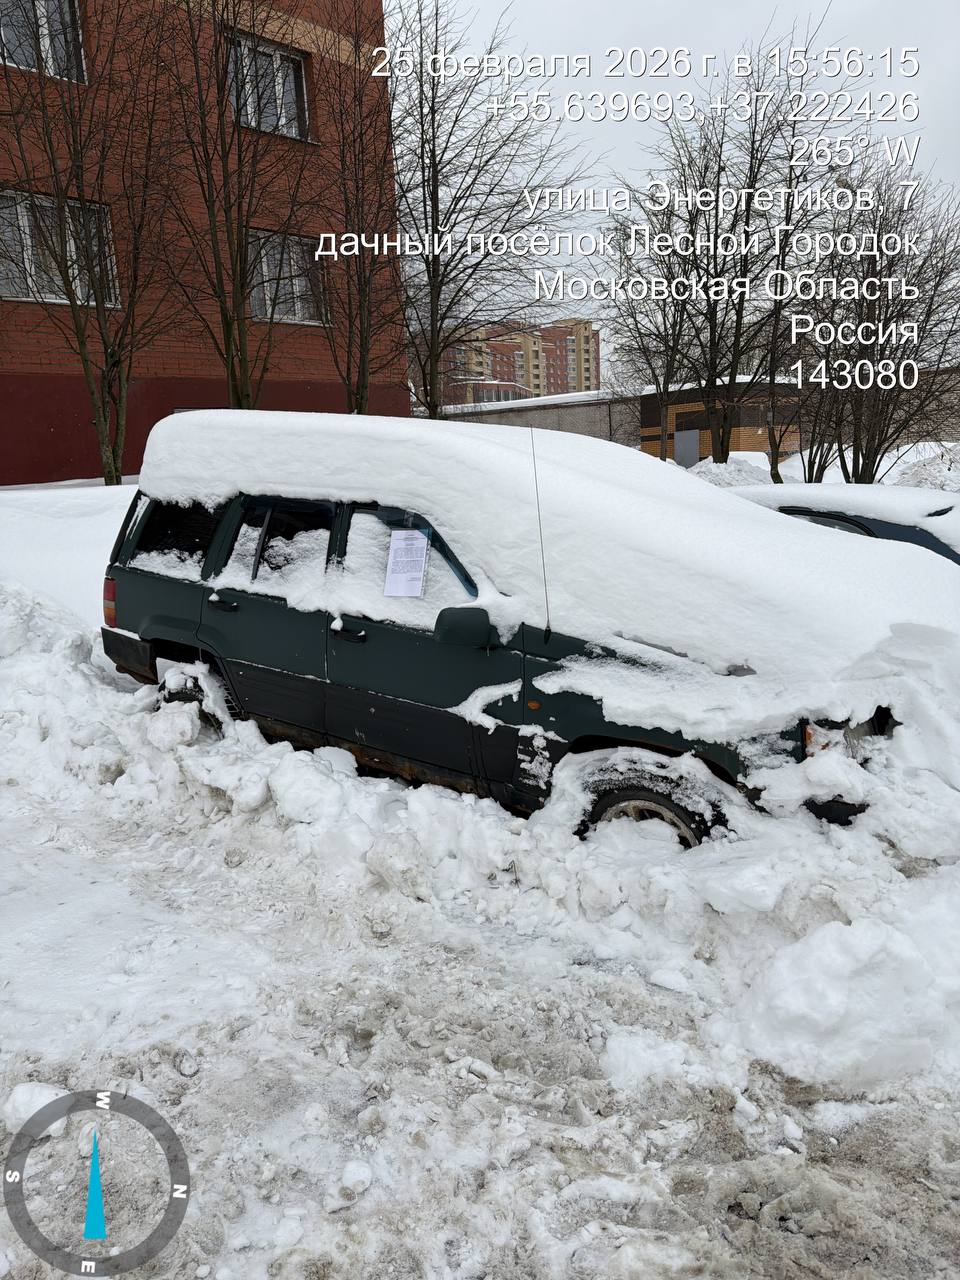 25 февраля 2026 г. в 15:56:15
+55.639693,+37.222426
265° W
улица Энергетиков, 7
дачный посёлок Лесной Городок
Московская Область
Россия
143080
W
S
N
E